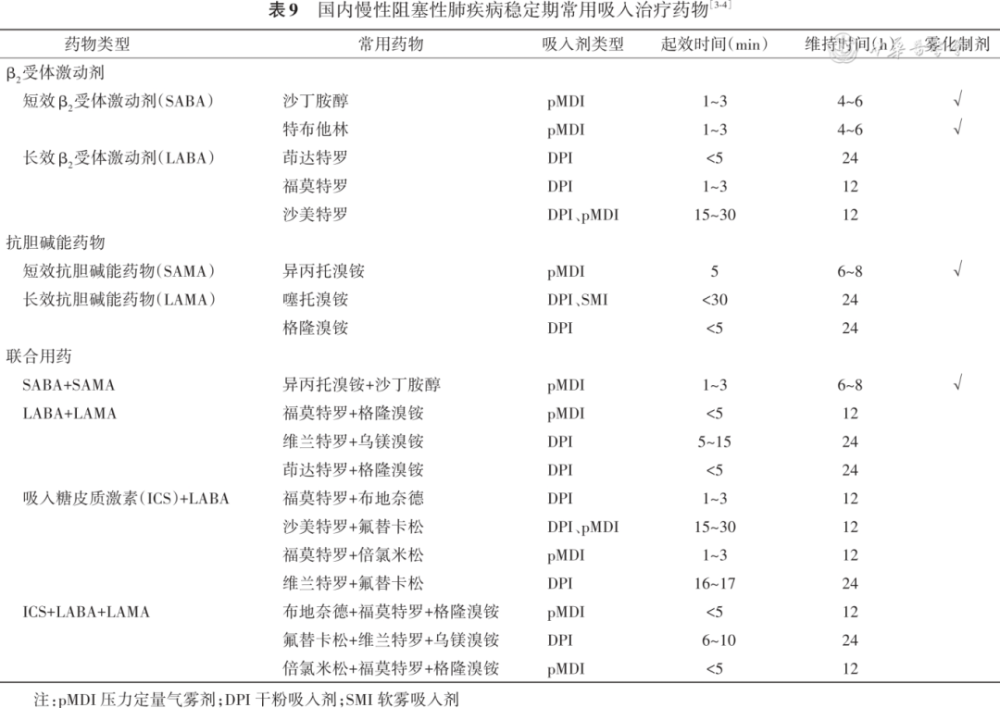 表9 国内慢性阻塞性肺疾病稳定期常用吸入治疗药物[3-4]
药物类型 常用药物 吸入剂类型 起效时间(min) 维持时间(h) 雾化制剂
β2受体激动剂
短效β2受体激动剂(SABA) 沙丁胺醇 pMDI 1~3 4~6 √
特布他林 pMDI 1~3 4~6 √
长效β2受体激动剂(LABA) 茚达特罗 DPI <5 24
福莫特罗 DPI 1~3 12
沙美特罗 DPI、pMDI 15~30 12
抗胆碱能药物
短效抗胆碱能药物(SAMA) 异丙托溴铵 pMDI 5 6~8 √
长效抗胆碱能药物(LAMA) 噻托溴铵 DPI、SMI <30 24
格隆溴铵 DPI <5 24
联合用药
SABA+SAMA 异丙托溴铵+沙丁胺醇 pMDI 1~3 6~8 √
LABA+LAMA 福莫特罗+格隆溴铵 pMDI <5 12
维兰特罗+乌镁溴铵 DPI 5~15 24
茚达特罗+格隆溴铵 DPI <5 24
吸入糖皮质激素(ICS)+LABA 福莫特罗+布地奈德 DPI 1~3 12
沙美特罗+氟替卡松 DPI、pMDI 15~30 12
福莫特罗+倍氯米松 pMDI 1~3 12
维兰特罗+氟替卡松 DPI 16~17 24
ICS+LABA+LAMA 布地奈德+福莫特罗+格隆溴铵 pMDI <5 12
氟替卡松+维兰特罗+乌镁溴铵 DPI 6~10 24
倍氯米松+福莫特罗+格隆溴铵 pMDI <5 12
注:pMDI 压力定量气雾剂;DPI 干粉吸入剂;SMI 软雾吸入剂